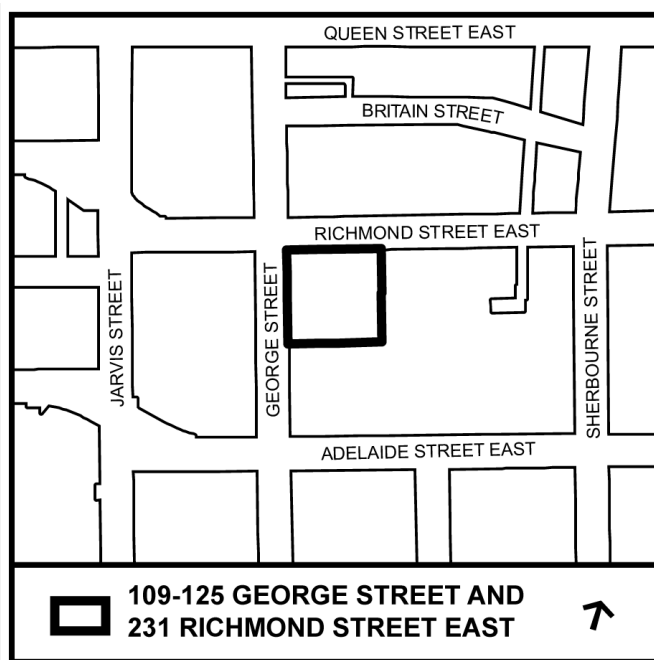 QUEEN STREET EAST
BRITAIN STREET
RICHMOND STREET EAST
JARVIS STREET
GEORGE STREET
SHERBOURNE STREET
ADELAIDE STREET EAST
109-125 GEORGE STREET AND
231 RICHMOND STREET EAST